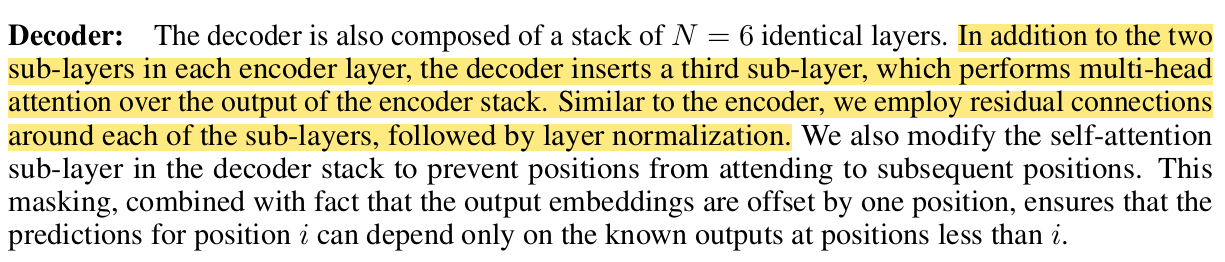 Decoder: The decoder is also composed of a stack of N = 6 identical layers. In addition to the two
sub-layers in each encoder layer, the decoder inserts a third sub-layer, which performs multi-head
attention over the output of the encoder stack. Similar to the encoder, we employ residual connections
around each of the sub-layers, followed by layer normalization. We also modify the self-attention
sub-layer in the decoder stack to prevent positions from attending to subsequent positions. This
masking, combined with fact that the output embeddings are offset by one position, ensures that the
predictions for position i can depend only on the known outputs at positions less than i.